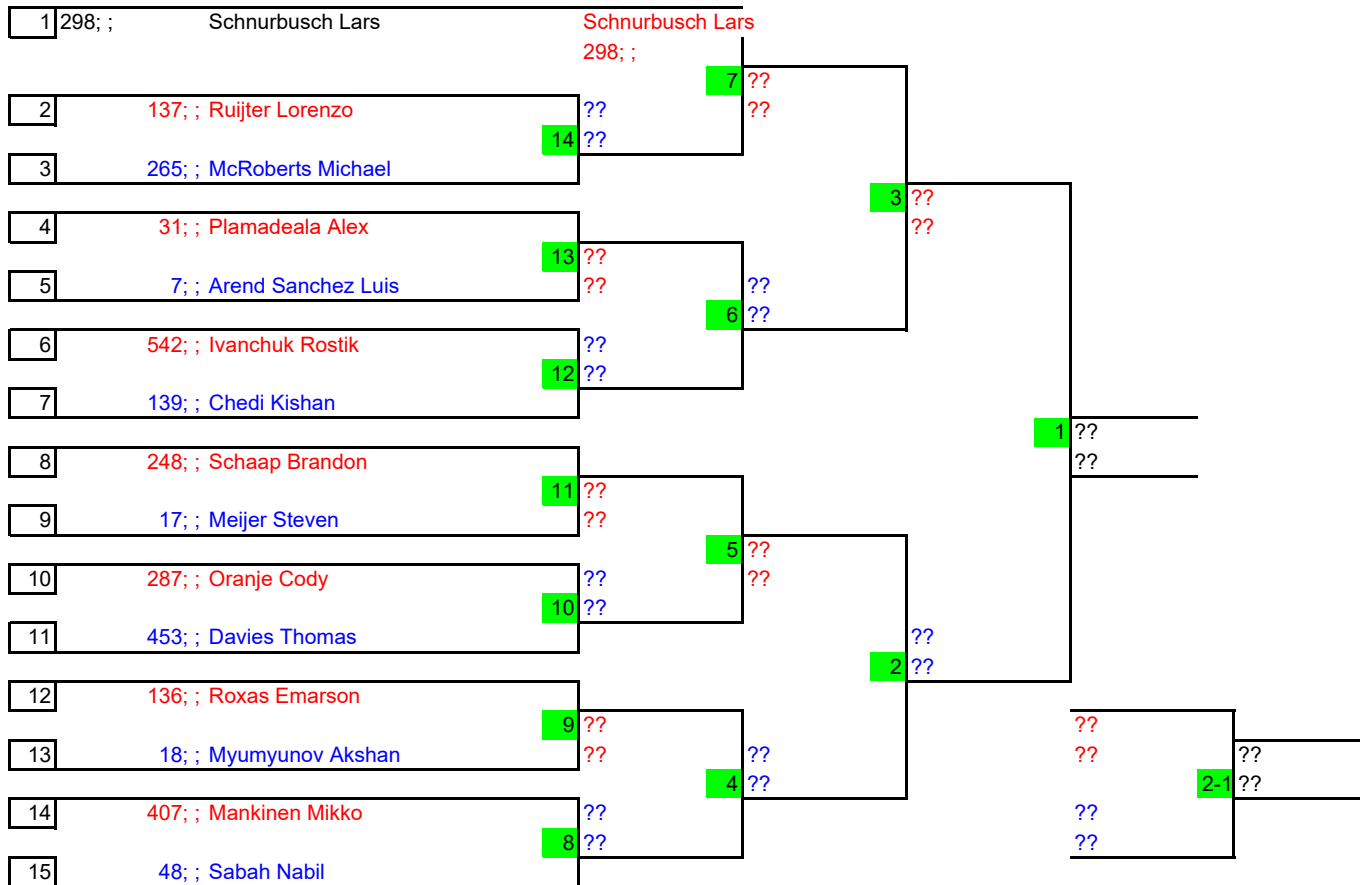 1 298; ; Schnurbusch Lars Schnurbusch Lars
298; ;
7 ??
2 137; ; Ruijter Lorenzo ?? ??
14 ??
3 265; ; McRoberts Michael
3 ??
4 31; ; Plamadeala Alex ??
13 ??
5 7; ; Arend Sanchez Luis ?? ??
6 ??
6 542; ; Ivanchuk Rostik ??
12 ??
7 139; ; Chedi Kishan
1 ??
8 248; ; Schaap Brandon ??
11 ??
9 17; ; Meijer Steven ??
5 ??
10 287; ; Oranje Cody ?? ??
10 ??
11 453; ; Davies Thomas ??
2 ??
12 136; ; Roxas Emarson
9 ?? ??
13 18; ; Myumyunov Akshan ?? ?? ?? ??
4 ?? 2-1 ??
14 407; ; Mankinen Mikko ?? ??
8 ?? ??
15 48; ; Sabah Nabil